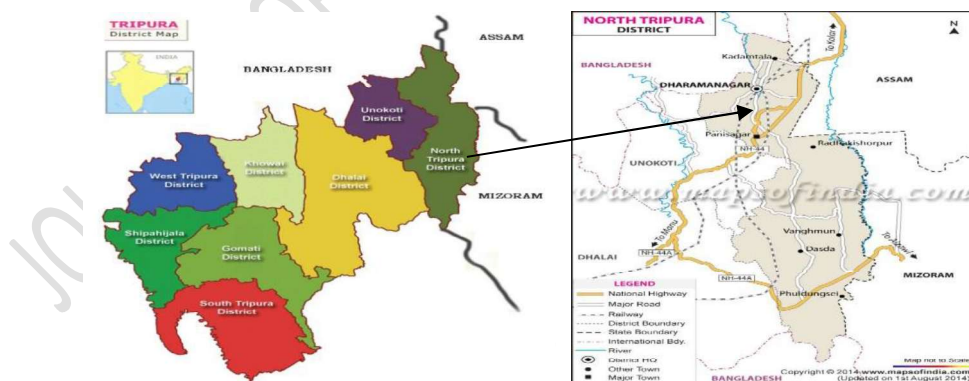 TRIPURA
District Map
INDIA
ASSAM
BANGLADESH
Unokoti
District
North
Tripura
District
Khowai
District
West Tripura
District
Dhalai
District
MIZORAM
Shipahijala
District
Gomati
District
South Tripura
District
NORTH TRIPURA
DISTRICT
N
Kadamtala
BANGLADESH
ASSAM
DHARAMANAGAR
Panisagar
NH-44
Radhakishorpur
UNOKOTI
www.mapsofindia.com
To Manu
Vanghmun
Dasda
DHALAI
NH-44A
NH-44A
MIZORAM
Phuldungsei
LEGEND
National Highway
Major Road
Railway
District Boundary
State Boundary
International Bdy.
River
District HQ
Other Town
Major Town
BANGLADESH
Map not to Scale
Copyright © 2014 www.mapsofindia.com
(Updated on 1st August 2014)